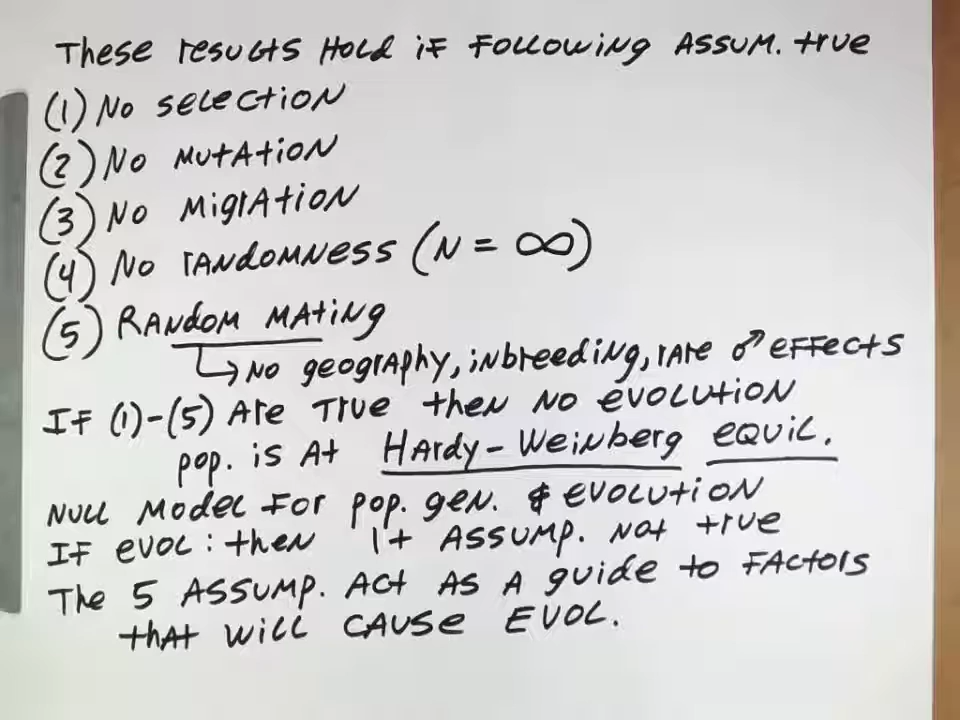 These results hold if following assum. true
(1) No selection
(2) No mutation
(3) No migration
(4) No randomness (N = ∞)
(5) Random mating
↳ No geography, inbreeding, rare ♂ effects
If (1)-(5) are true then no evolution
pop. is at Hardy-Weinberg equil.
Null model for pop. gen. & evolution
If evol: then 1+ assump. not true
The 5 assump. act as a guide to factors
that will cause evol.